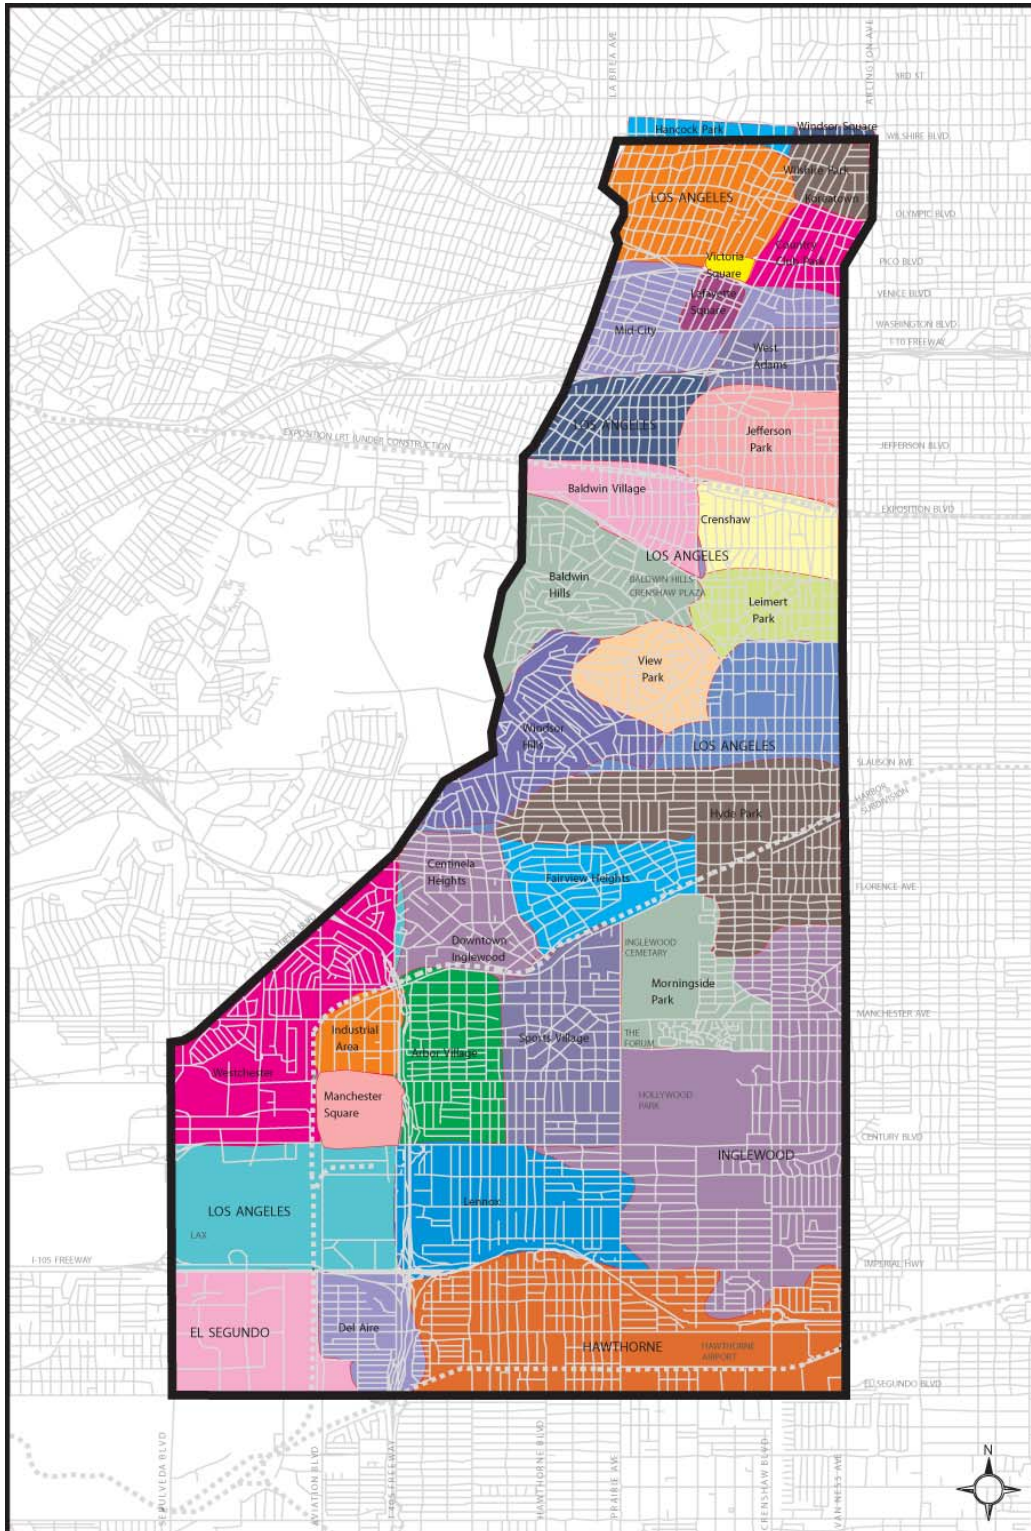 LA BREA AVE
ARLINGTON AVE
3RD ST
Hancock Park
Windsor Square
WILSHIRE BLVD
Wilshire Park
LOS ANGELES
Koreatown
OLYMPIC BLVD
Country
Club Park
Victoria
Square
PICO BLVD
Lafayette
Square
VENICE BLVD
Mid-City
WASHINGTON BLVD
I-10 FREEWAY
West
Adams
LOS ANGELES
Jefferson
Park
EXPOSITION LRT (UNDER CONSTRUCTION)
JEFFERSON BLVD
Baldwin Village
EXPOSITION BLVD
Crenshaw
LOS ANGELES
Baldwin
Hills
BALDWIN HILLS
CRENSHAW PLAZA
Leimert
Park
View
Park
Windsor
Hills
LOS ANGELES
SLAUSON AVE
HARBOR
SUBDIVISION
Hyde Park
Centinela
Heights
Fairview Heights
FLORENCE AVE
Downtown
Inglewood
INGLEWOOD
CEMETARY
Morningside
Park
MANCHESTER AVE
Industrial
Area
Arbor Village
Sports Village
THE
FORUM
Westchester
Manchester
Square
HOLLYWOOD
PARK
CENTURY BLVD
INGLEWOOD
LOS ANGELES
Lennox
LAX
I-105 FREEWAY
IMPERIAL HWY
EL SEGUNDO
Del Aire
HAWTHORNE
HAWTHORNE
AIRPORT
EL SEGUNDO BLVD
SEPULVEDA BLVD
AVIATION BLVD
I-405 FREEWAY
HAWTHORNE BLVD
PRAIRIE AVE
CRENSHAW BLVD
VAN NESS AVE
N